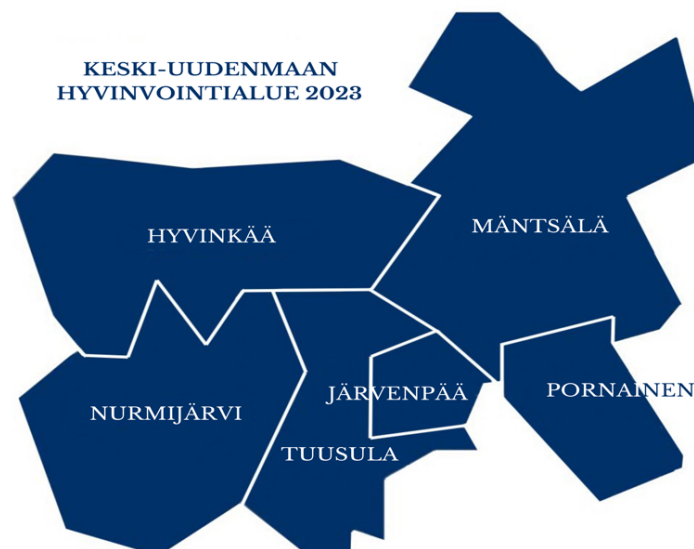 KESKI-UUDENMAAN
HYVINVOINTIALUE 2023
HYVINKÄÄ
MÄNTSÄLÄ
JÄRVENPÄÄ
PORNAINEN
NURMIJÄRVI
TUUSULA